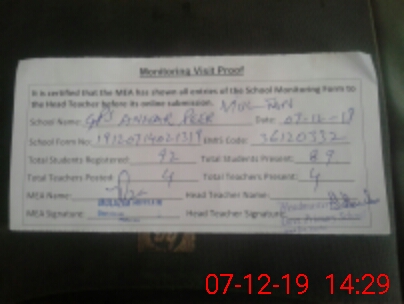 Monitoring Visit Proof
It is certified that the MEA has shown all entries of the School Monitoring Form to
the Head Teacher before its online submission.
School Name: GPS ANWAR PEER Date: 07-12-19
School Form No: EMIS Code: 36120332
Total Students Registered: 92 Total Students Present: 89
Total Teachers Posted: 4 Total Teachers Present: 4
MEA Name: Head Teacher Name:
MEA Signature: Head Teacher Signature:
07-12-19 14:29